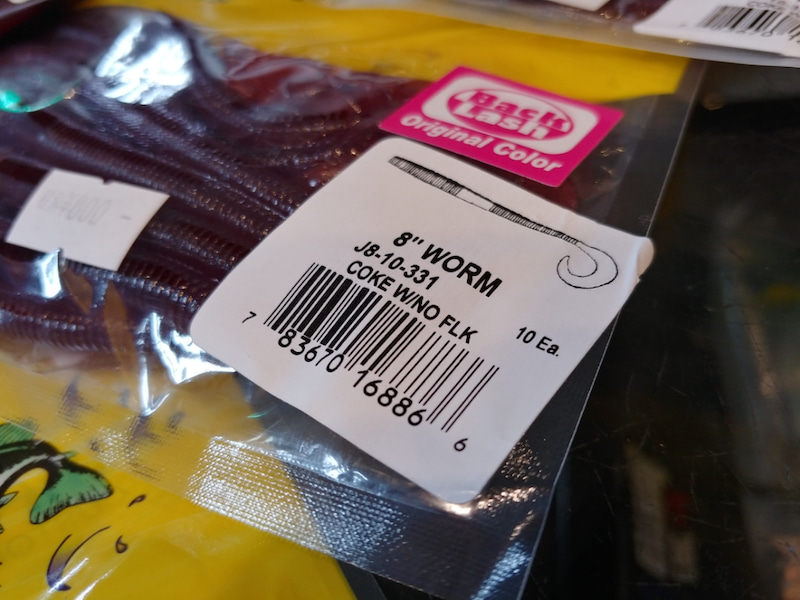 Back
Lash
Original Color
8" WORM
J8-10-331
COKE W/NO FLK
10 Ea.
7 83670 16886 6